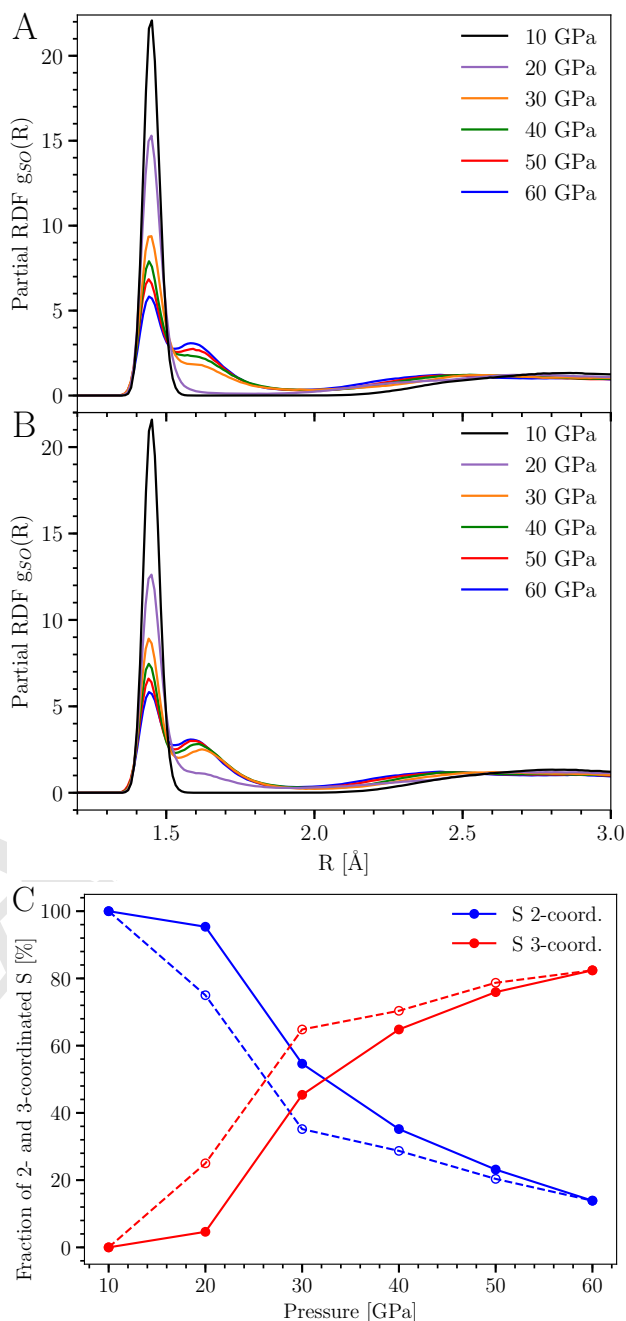 A
Partial RDF gSO(R)
20
15
10
5
0
10 GPa
20 GPa
30 GPa
40 GPa
50 GPa
60 GPa
B
Partial RDF gSO(R)
20
15
10
5
0
10 GPa
20 GPa
30 GPa
40 GPa
50 GPa
60 GPa
1.5 2.0 2.5 3.0
R [Å]
C
Fraction of 2- and 3-coordinated S [%]
100
80
60
40
20
0
S 2-coord.
S 3-coord.
10 20 30 40 50 60
Pressure [GPa]